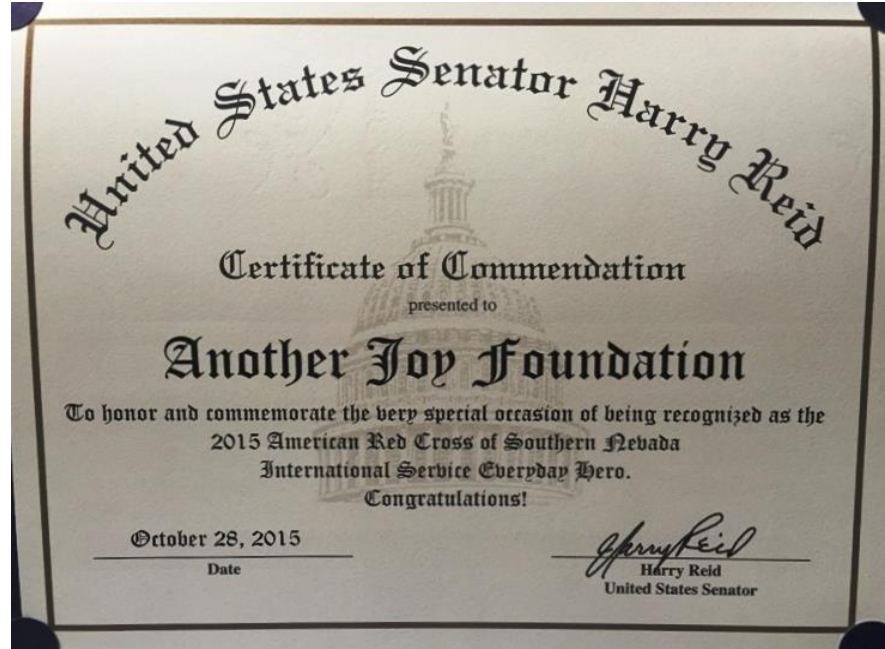 United States Senator Harry Reid
Certificate of Commendation
presented to
Another Joy Foundation
To honor and commemorate the very special occasion of being recognized as the
2015 American Red Cross of Southern Nevada
International Service Everyday Hero.
Congratulations!
October 28, 2015
Date
Harry Reid
Harry Reid
United States Senator